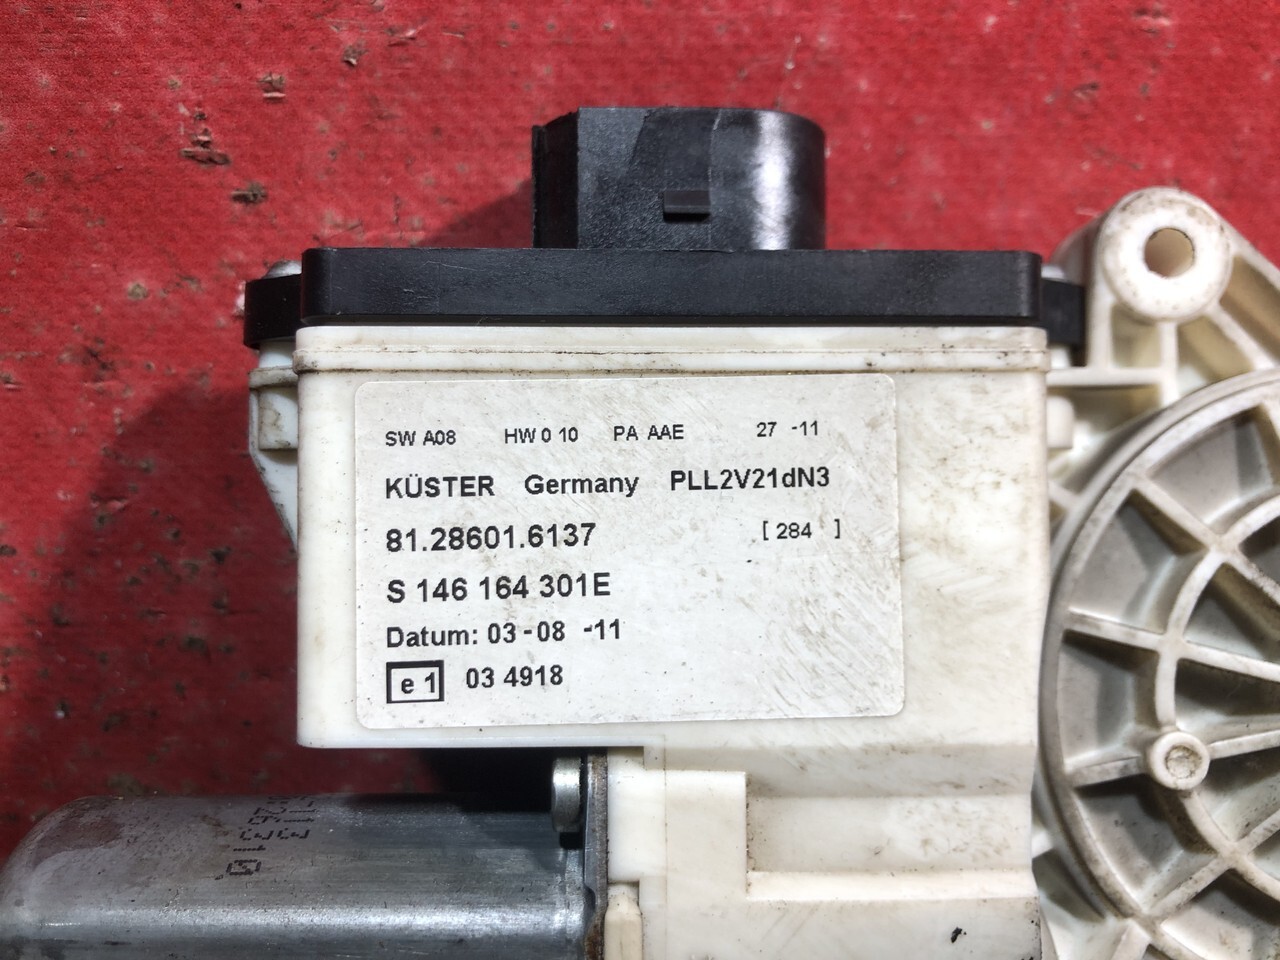 SW A08 HW 0 10 PA AAE 27 -11
KÜSTER Germany PLL2V21dN3
81.28601.6137 [ 284 ]
S 146 164 301E
Datum: 03-08 -11
e 1 03 4918